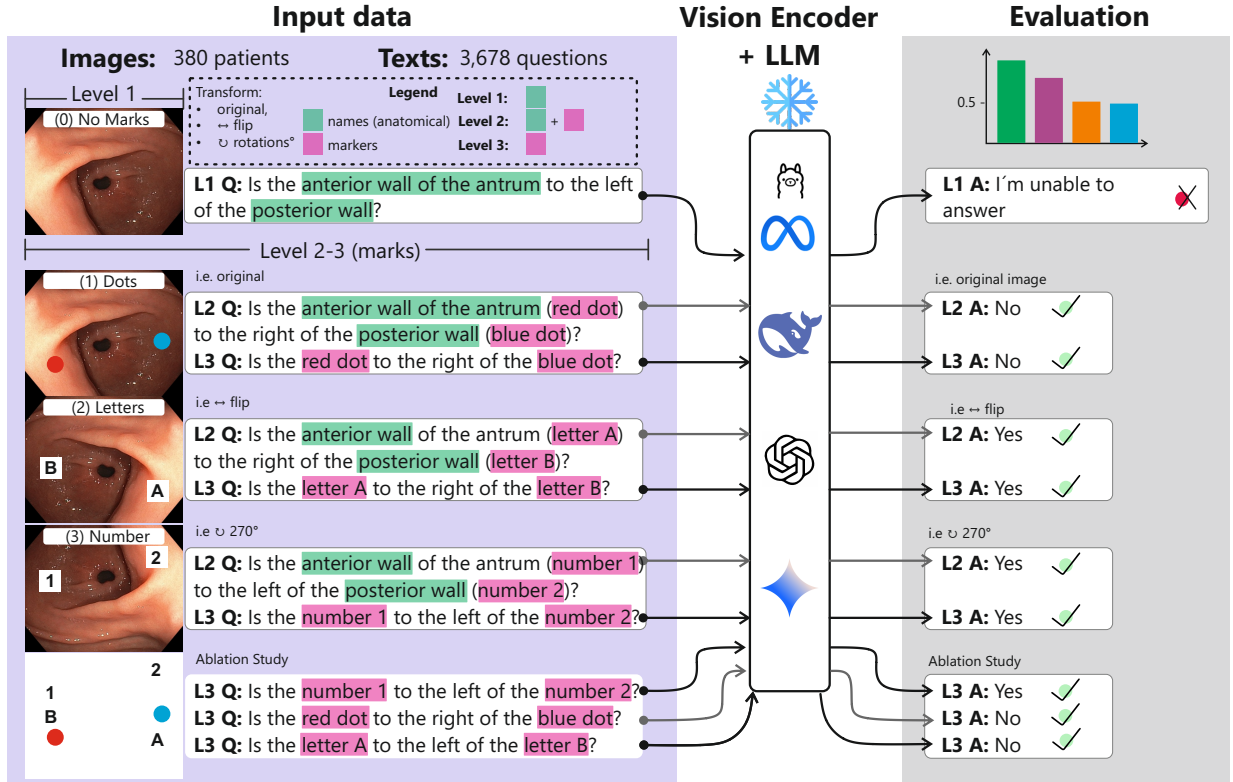 Input data
Vision Encoder
+ LLM
Evaluation
Images: 380 patients
Texts: 3,678 questions
Level 1
(0) No Marks
Transform:
• original,
• ↔ flip
• ↻ rotations°
Legend
names (anatomical)
markers
Level 1:
Level 2: +
Level 3:
0.5
L1 Q: Is the anterior wall of the antrum to the left
of the posterior wall?
L1 A: I´m unable to
answer
Level 2-3 (marks)
(1) Dots
i.e. original
L2 Q: Is the anterior wall of the antrum (red dot)
to the right of the posterior wall (blue dot)?
L3 Q: Is the red dot to the right of the blue dot?
i.e. original image
L2 A: No
L3 A: No
(2) Letters
B
A
i.e ↔ flip
L2 Q: Is the anterior wall of the antrum (letter A)
to the right of the posterior wall (letter B)?
L3 Q: Is the letter A to the right of the letter B?
i.e ↔ flip
L2 A: Yes
L3 A: Yes
(3) Number
2
1
i.e ↻ 270°
L2 Q: Is the anterior wall of the antrum (number 1)
to the left of the posterior wall (number 2)?
L3 Q: Is the number 1 to the left of the number 2?
i.e ↻ 270°
L2 A: Yes
L3 A: Yes
2
1
B
A
Ablation Study
L3 Q: Is the number 1 to the left of the number 2?
L3 Q: Is the red dot to the right of the blue dot?
L3 Q: Is the letter A to the left of the letter B?
Ablation Study
L3 A: Yes
L3 A: No
L3 A: No